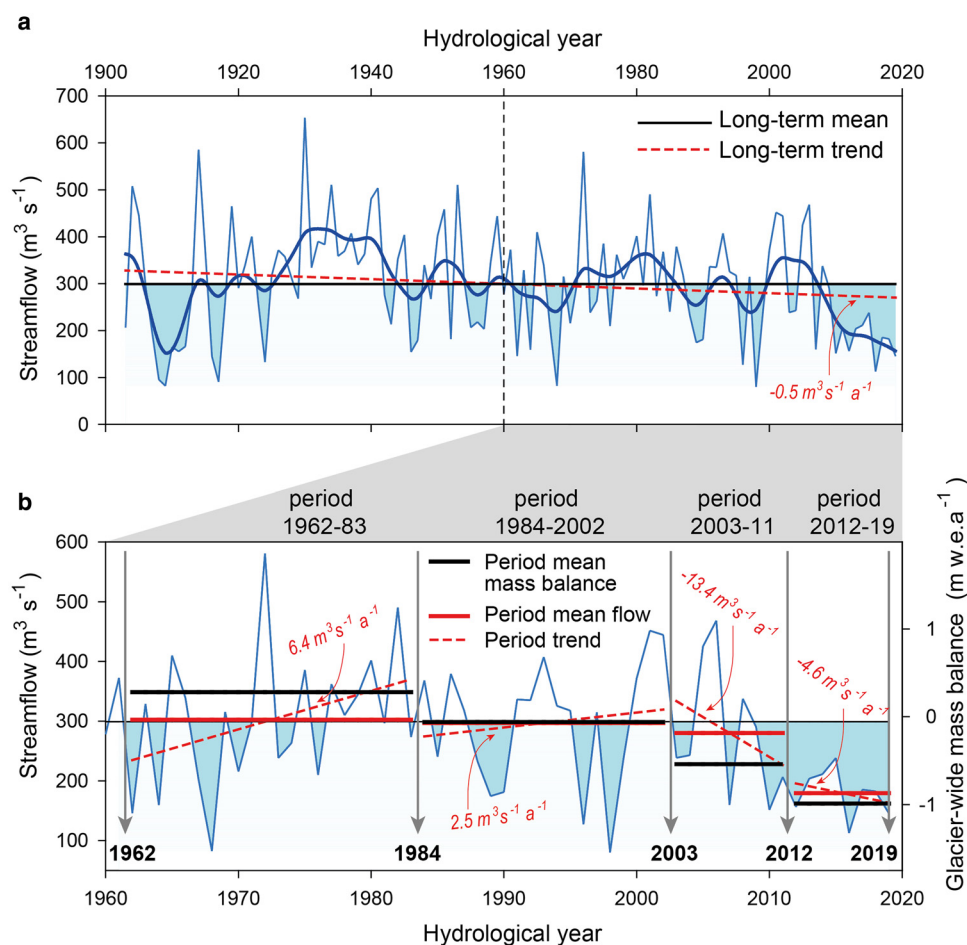 a
Hydrological year
1900 1920 1940 1960 1980 2000 2020
700
600
500
400
300
200
100
0
Streamflow (m³ s⁻¹)
Long-term mean
Long-term trend
-0.5 m³s⁻¹ a⁻¹
b
period
1962-83
period
1984-2002
period
2003-11
period
2012-19
600
500
400
300
200
100
Streamflow (m³ s⁻¹)
Period mean
mass balance
Period mean flow
Period trend
6.4 m³s⁻¹ a⁻¹
2.5 m³s⁻¹ a⁻¹
-13.4 m³s⁻¹ a⁻¹
-4.6 m³s⁻¹ a⁻¹
1
0
-1
Glacier-wide mass balance (m w.e.a⁻¹)
1962 1984 2003 2012 2019
1960 1970 1980 1990 2000 2010 2020
Hydrological year